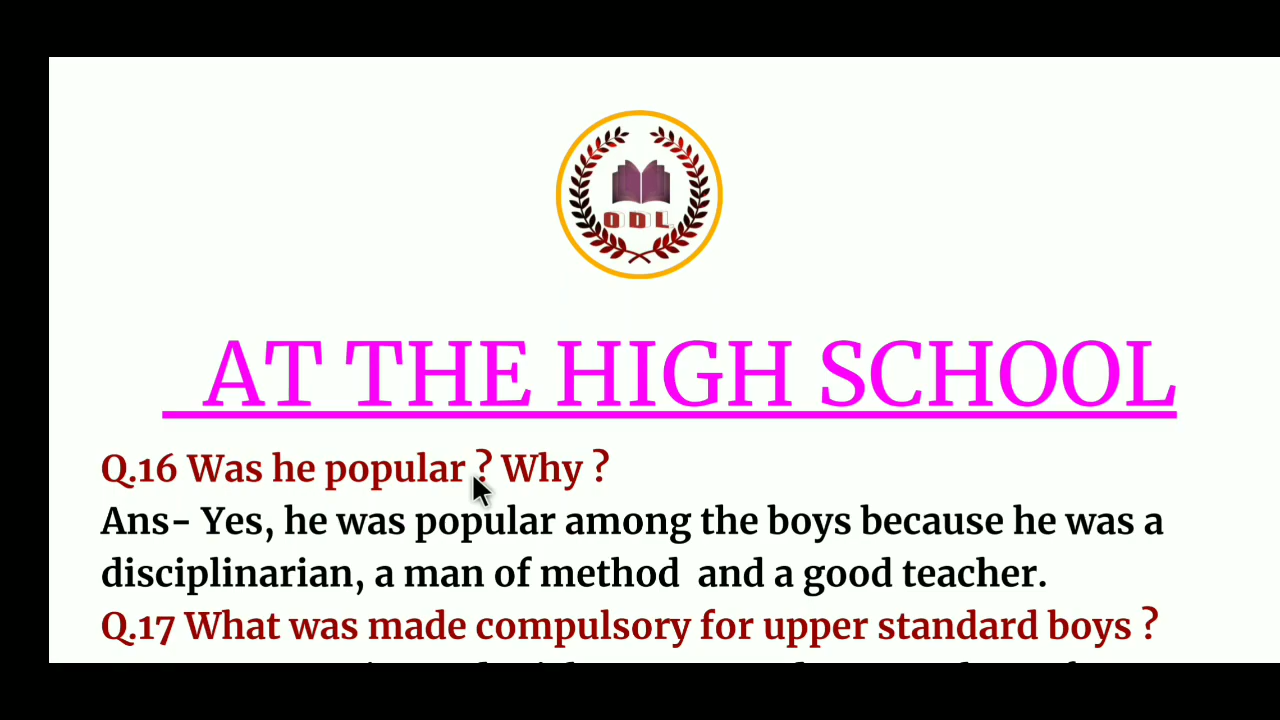 ODL
AT THE HIGH SCHOOL
Q.16 Was he popular ? Why ?
Ans- Yes, he was popular among the boys because he was a
disciplinarian, a man of method and a good teacher.
Q.17 What was made compulsory for upper standard boys ?